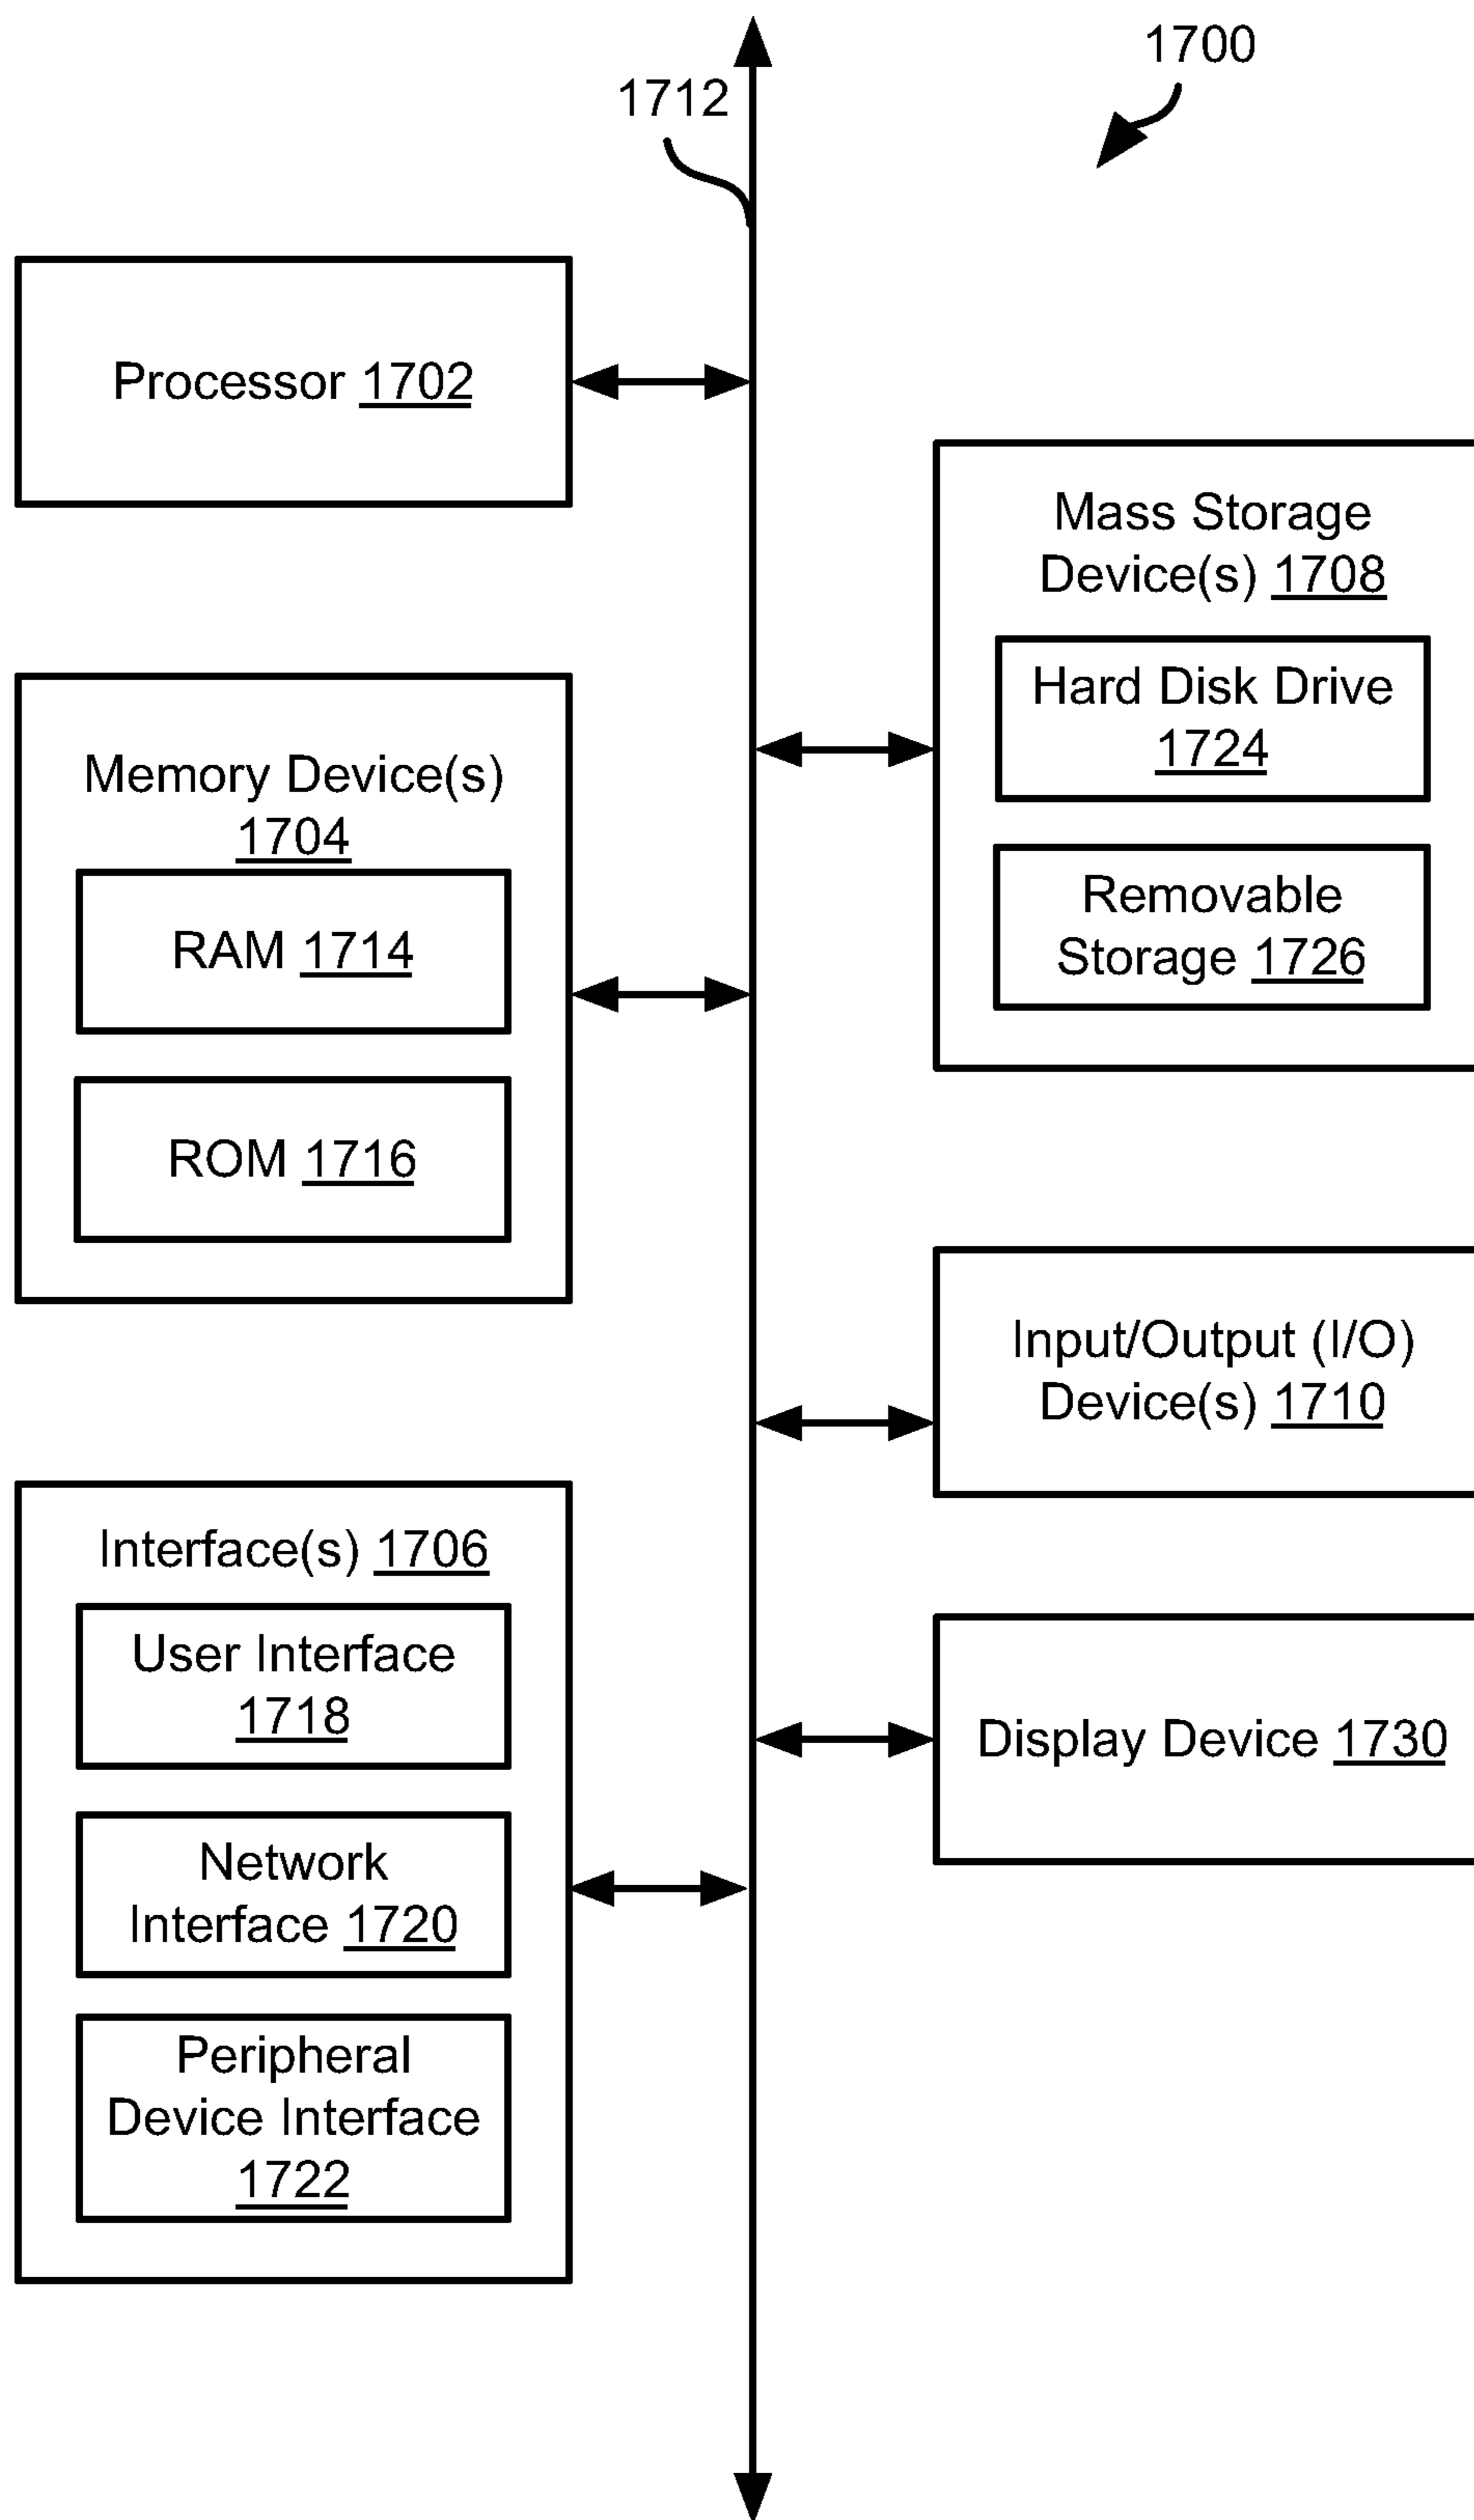 1700
1712
Processor 1702
Mass Storage
Device(s) 1708
Hard Disk Drive
1724
Removable
Storage 1726
Memory Device(s)
1704
RAM 1714
ROM 1716
Input/Output (I/O)
Device(s) 1710
Interface(s) 1706
User Interface
1718
Network
Interface 1720
Peripheral
Device Interface
1722
Display Device 1730